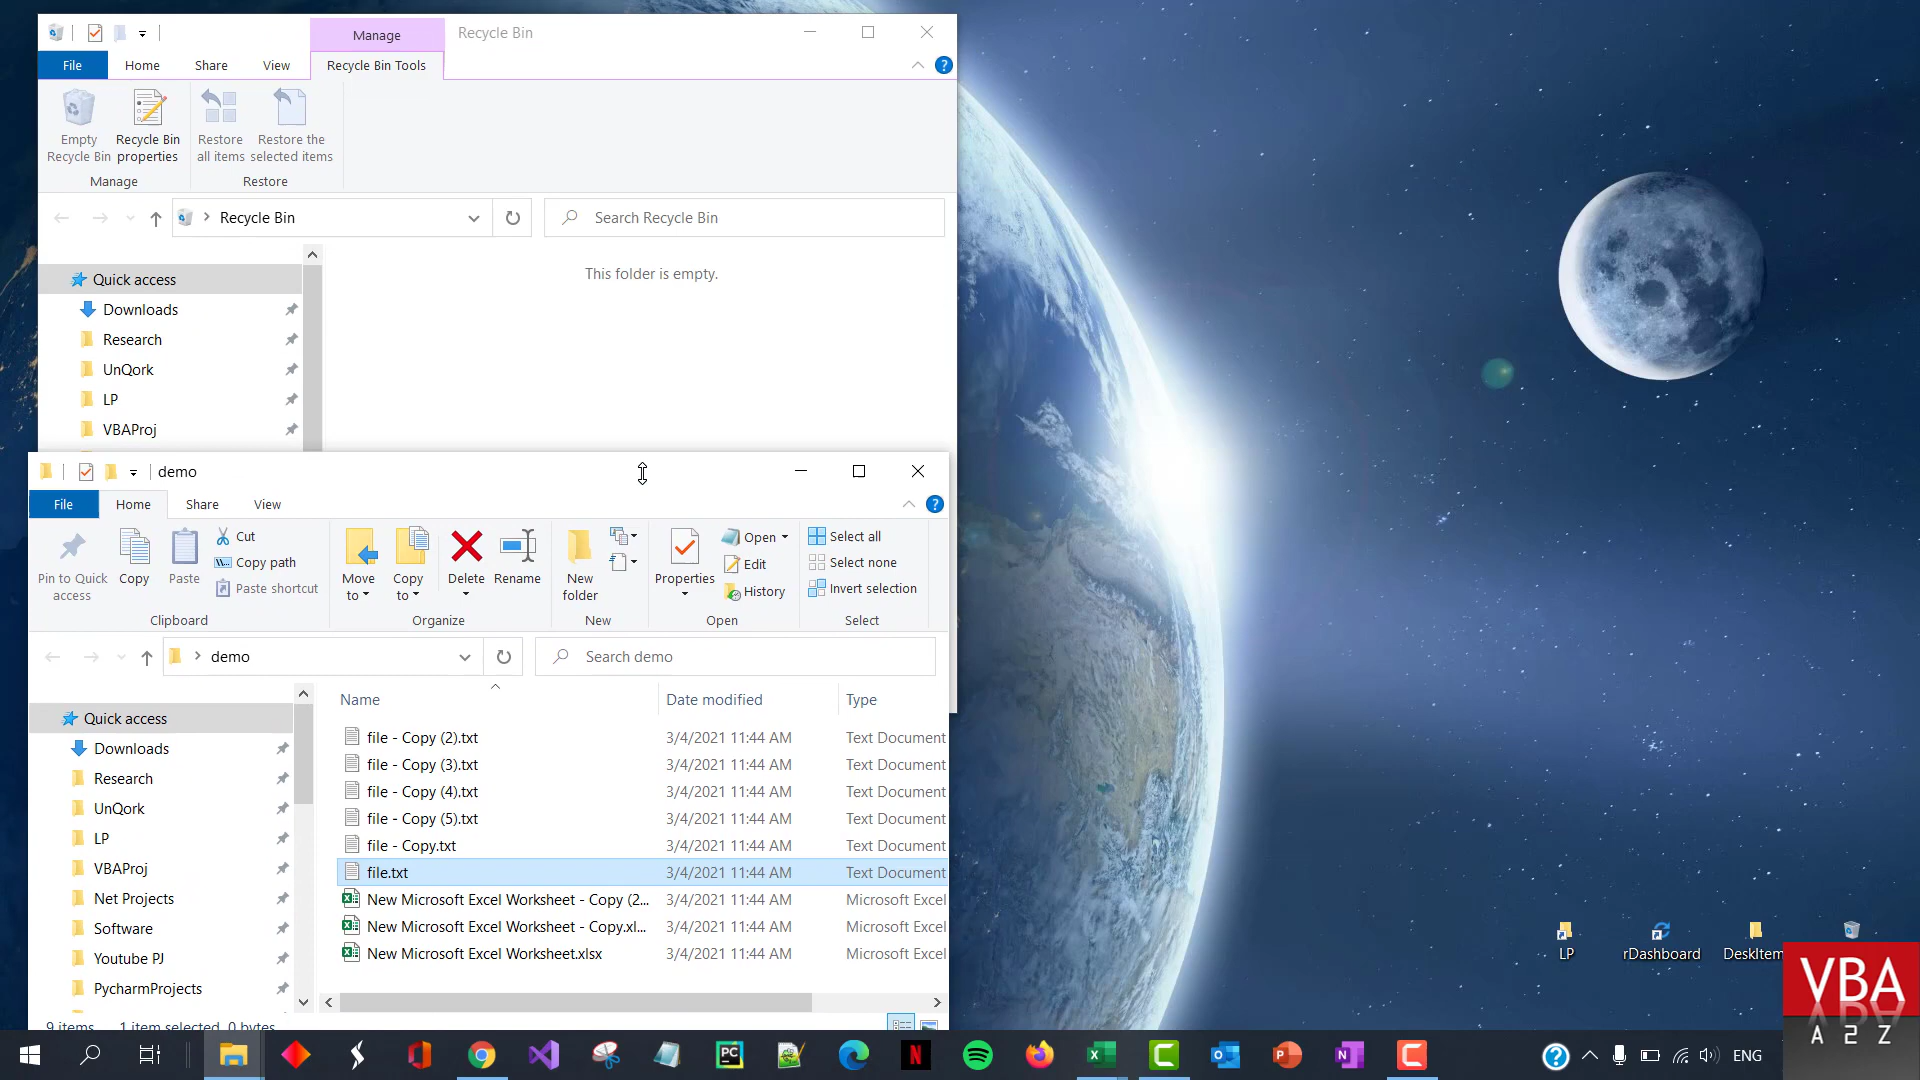 Manage
Recycle Bin
File
Home
Share
View
Recycle Bin Tools
Empty
Recycle Bin
Recycle Bin
properties
Restore
all items
Restore the
selected items
Manage
Restore
Recycle Bin
Search Recycle Bin
Quick access
This folder is empty.
Downloads
Research
UnQork
LP
VBAProj
demo
File
Home
Share
View
Pin to Quick
access
Copy
Paste
Cut
Copy path
Paste shortcut
Move
to
Copy
to
Delete
Rename
New
folder
Properties
Open
Edit
History
Select all
Select none
Invert selection
Clipboard
Organize
New
Open
Select
demo
Search demo
Name
Date modified
Type
Quick access
Downloads
Research
UnQork
LP
VBAProj
Net Projects
Software
Youtube PJ
PycharmProjects
file - Copy (2).txt 3/4/2021 11:44 AM Text Document
file - Copy (3).txt 3/4/2021 11:44 AM Text Document
file - Copy (4).txt 3/4/2021 11:44 AM Text Document
file - Copy (5).txt 3/4/2021 11:44 AM Text Document
file - Copy.txt 3/4/2021 11:44 AM Text Document
file.txt 3/4/2021 11:44 AM Text Document
New Microsoft Excel Worksheet - Copy (2... 3/4/2021 11:44 AM Microsoft Excel
New Microsoft Excel Worksheet - Copy.xl... 3/4/2021 11:44 AM Microsoft Excel
New Microsoft Excel Worksheet.xlsx 3/4/2021 11:44 AM Microsoft Excel
9 items 1 item selected 0 bytes
LP
rDashboard
DeskItem
VBA
A2Z
PC
N
ENG